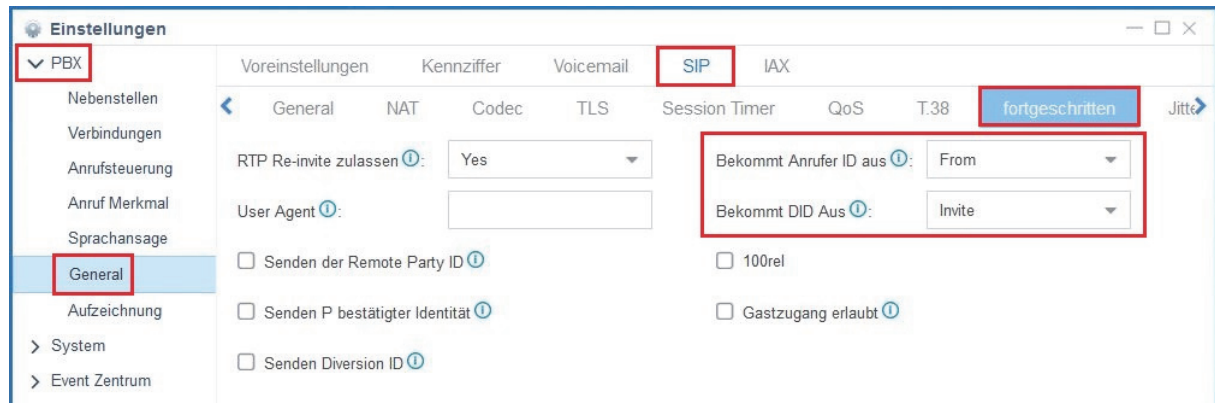 Einstellungen
PBX
Nebenstellen
Verbindungen
Anrufsteuerung
Anruf Merkmal
Sprachansage
General
Aufzeichnung
System
Event Zentrum
Voreinstellungen Kennziffer Voicemail SIP IAX
General NAT Codec TLS Session Timer QoS T.38 fortgeschritten Jitte
RTP Re-invite zulassen : Yes Bekommt Anrufer ID aus : From
User Agent : Bekommt DID Aus : Invite
Senden der Remote Party ID 100rel
Senden P bestätigter Identität Gastzugang erlaubt
Senden Diversion ID